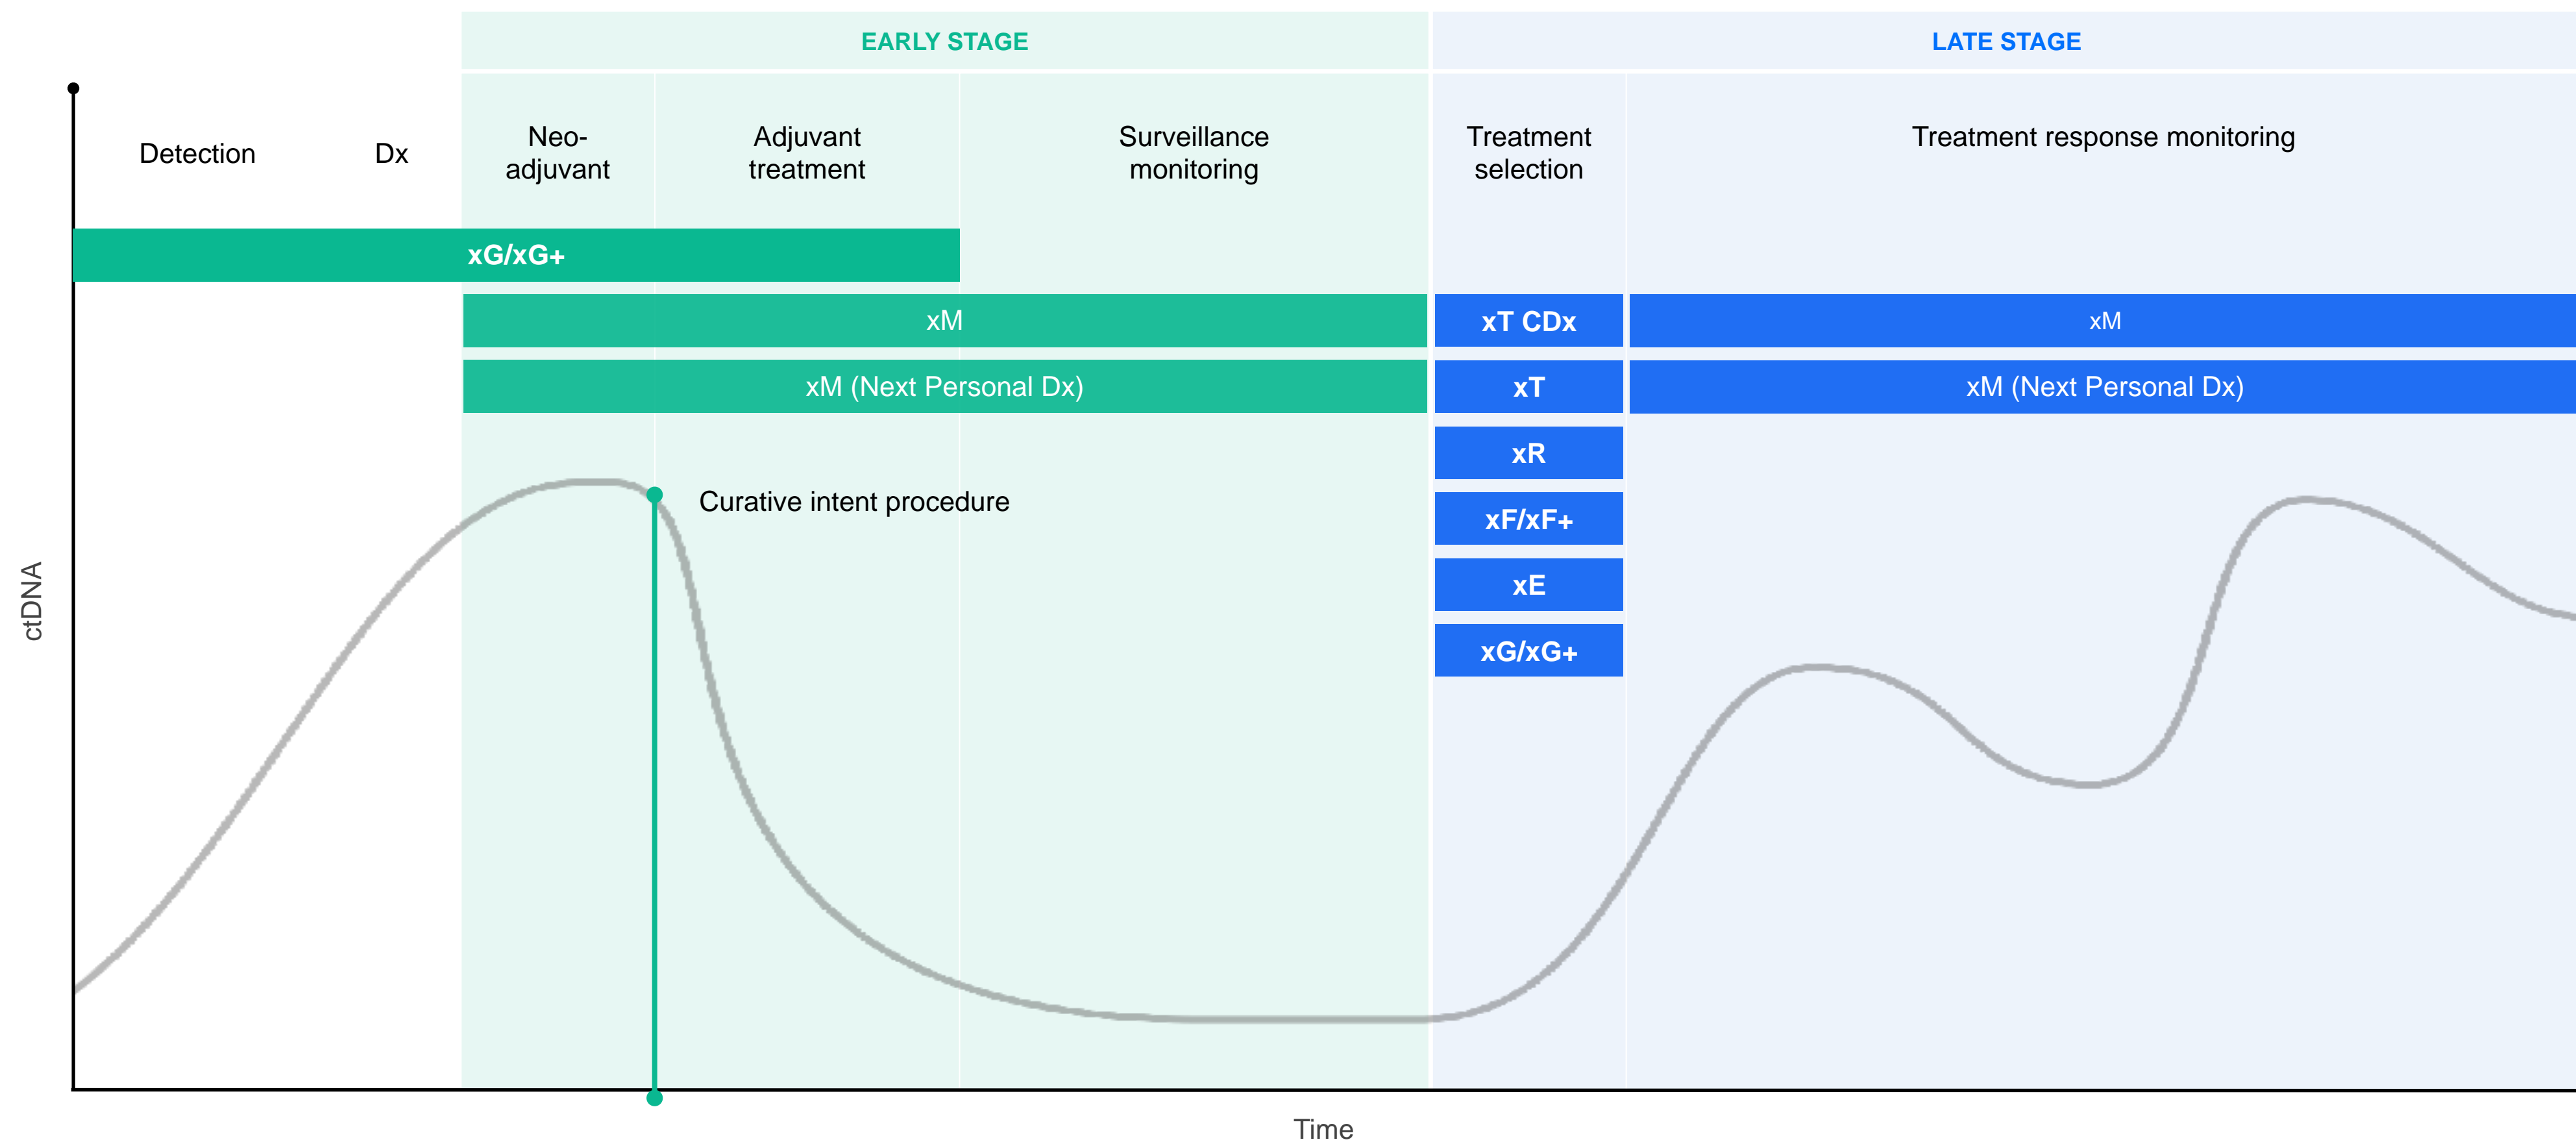 EARLY STAGE
LATE STAGE
Detection
Dx
Neo-
adjuvant
Adjuvant
treatment
Surveillance
monitoring
Treatment
selection
Treatment response monitoring
xG/xG+
xM
xT CDx
xM
xM (Next Personal Dx)
xT
xM (Next Personal Dx)
xR
xF/xF+
xE
xG/xG+
Curative intent procedure
ctDNA
Time